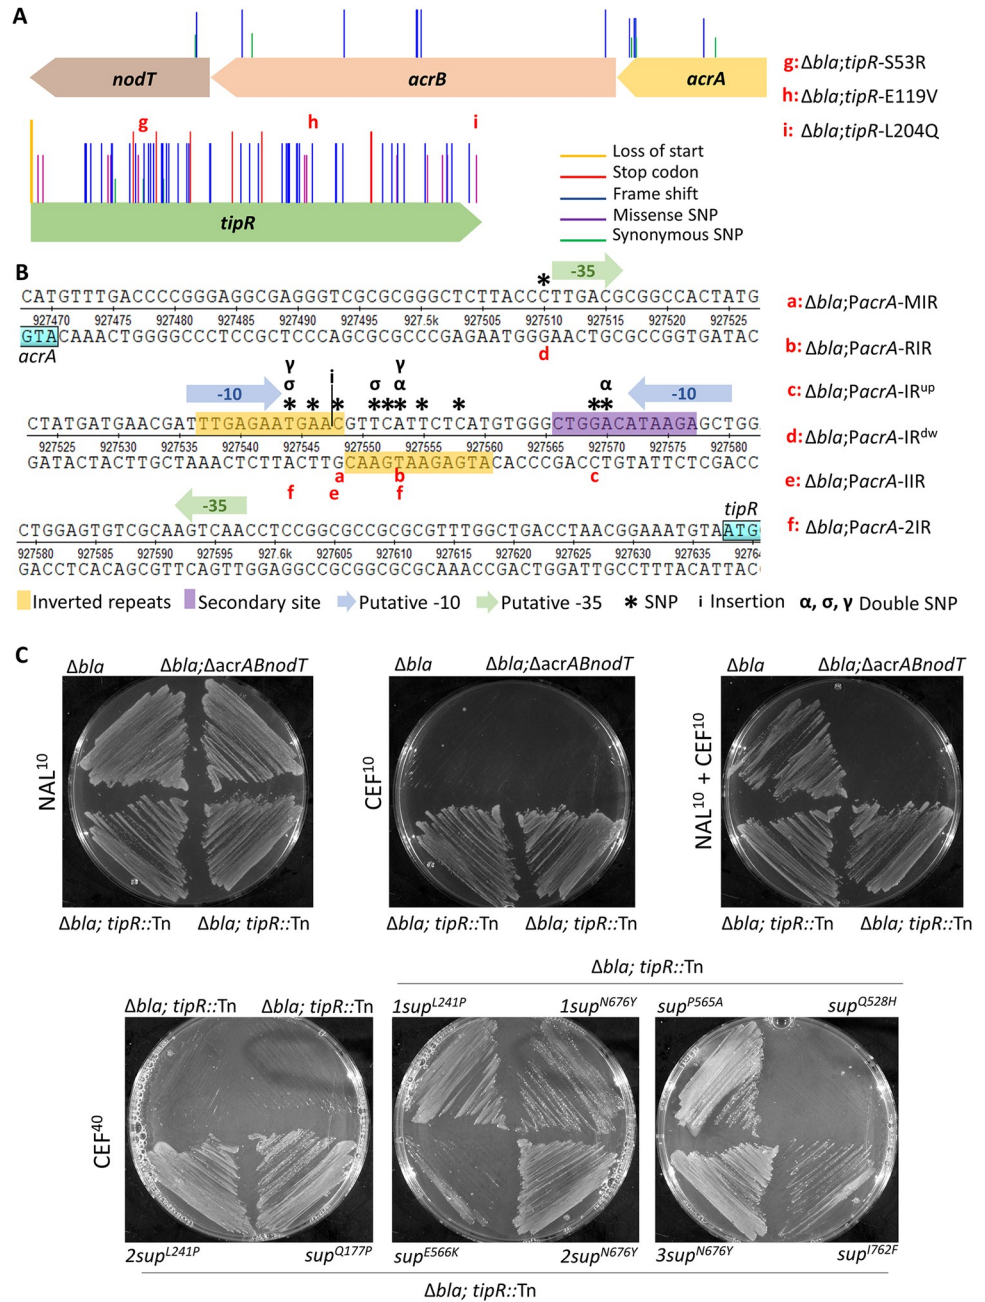 A
nodT
acrB
acrA
g: Δbla;tipR-S53R
h: Δbla;tipR-E119V
i: Δbla;tipR-L204Q
g
h
i
tipR
Loss of start
Stop codon
Frame shift
Missense SNP
Synonymous SNP
B
* -35
CATGTTTGACCCCGGGAGGCGAGGGTCGCGCGGGCTCTTACCCTTGACGCGGCCACTATG
927470 927475 927480 927485 927490 927495 927.5k 927505 927510 927515 927520 927525
GTACAAACTGGGGCCCTCCGCTCCCAGCGCGCCCGAGAATGGGAACTGCGCCGGTGATAC
acrA
d
γ γ
-10 σ i σ α α -10
* * * * * * * * * *
CTATGATGAACGATTTGAGAATGAACGTTCATTCTCATGTGGGCTGGACATAAGAGCTGG
927525 927530 927535 927540 927545 927550 927555 927560 927565 927570 927575 927580
GATACTACTTGCTAAACTCTTACTTGCAAGTAAGAGTACACCCGACCTGTATTCTCGACC
a b c
f e f
-35
tipR
CTGGAGTGTCGCAAGTCAACCTCCGGCGCCGCGCGTTTGGCTGACCTAACGGAAATGTAATG
927580 927585 927590 927595 927.6k 927605 927610 927615 927620 927625 927630 927635 92764
GACCTCACAGCGTTCAGTTGGAGGCCGCGGCGCGCAAACCGACTGGATTGCCTTTACATTAC
a: Δbla;PacrA-MIR
b: Δbla;PacrA-RIR
c: Δbla;PacrA-IRup
d: Δbla;PacrA-IRdw
e: Δbla;PacrA-IIR
f: Δbla;PacrA-2IR
Inverted repeats Secondary site Putative -10 Putative -35 * SNP i Insertion α, σ, γ Double SNP
C
Δbla Δbla;ΔacrABnodT
NAL10
Δbla; tipR::Tn Δbla; tipR::Tn
Δbla Δbla;ΔacrABnodT
CEF10
Δbla; tipR::Tn Δbla; tipR::Tn
Δbla Δbla;ΔacrABnodT
NAL10 + CEF10
Δbla; tipR::Tn Δbla; tipR::Tn
Δbla; tipR::Tn
Δbla; tipR::Tn Δbla; tipR::Tn 1supL241P 1supN676Y supP565A supQ528H
CEF40
2supL241P supQ177P supE566K 2supN676Y 3supN676Y supI762F
Δbla; tipR::Tn